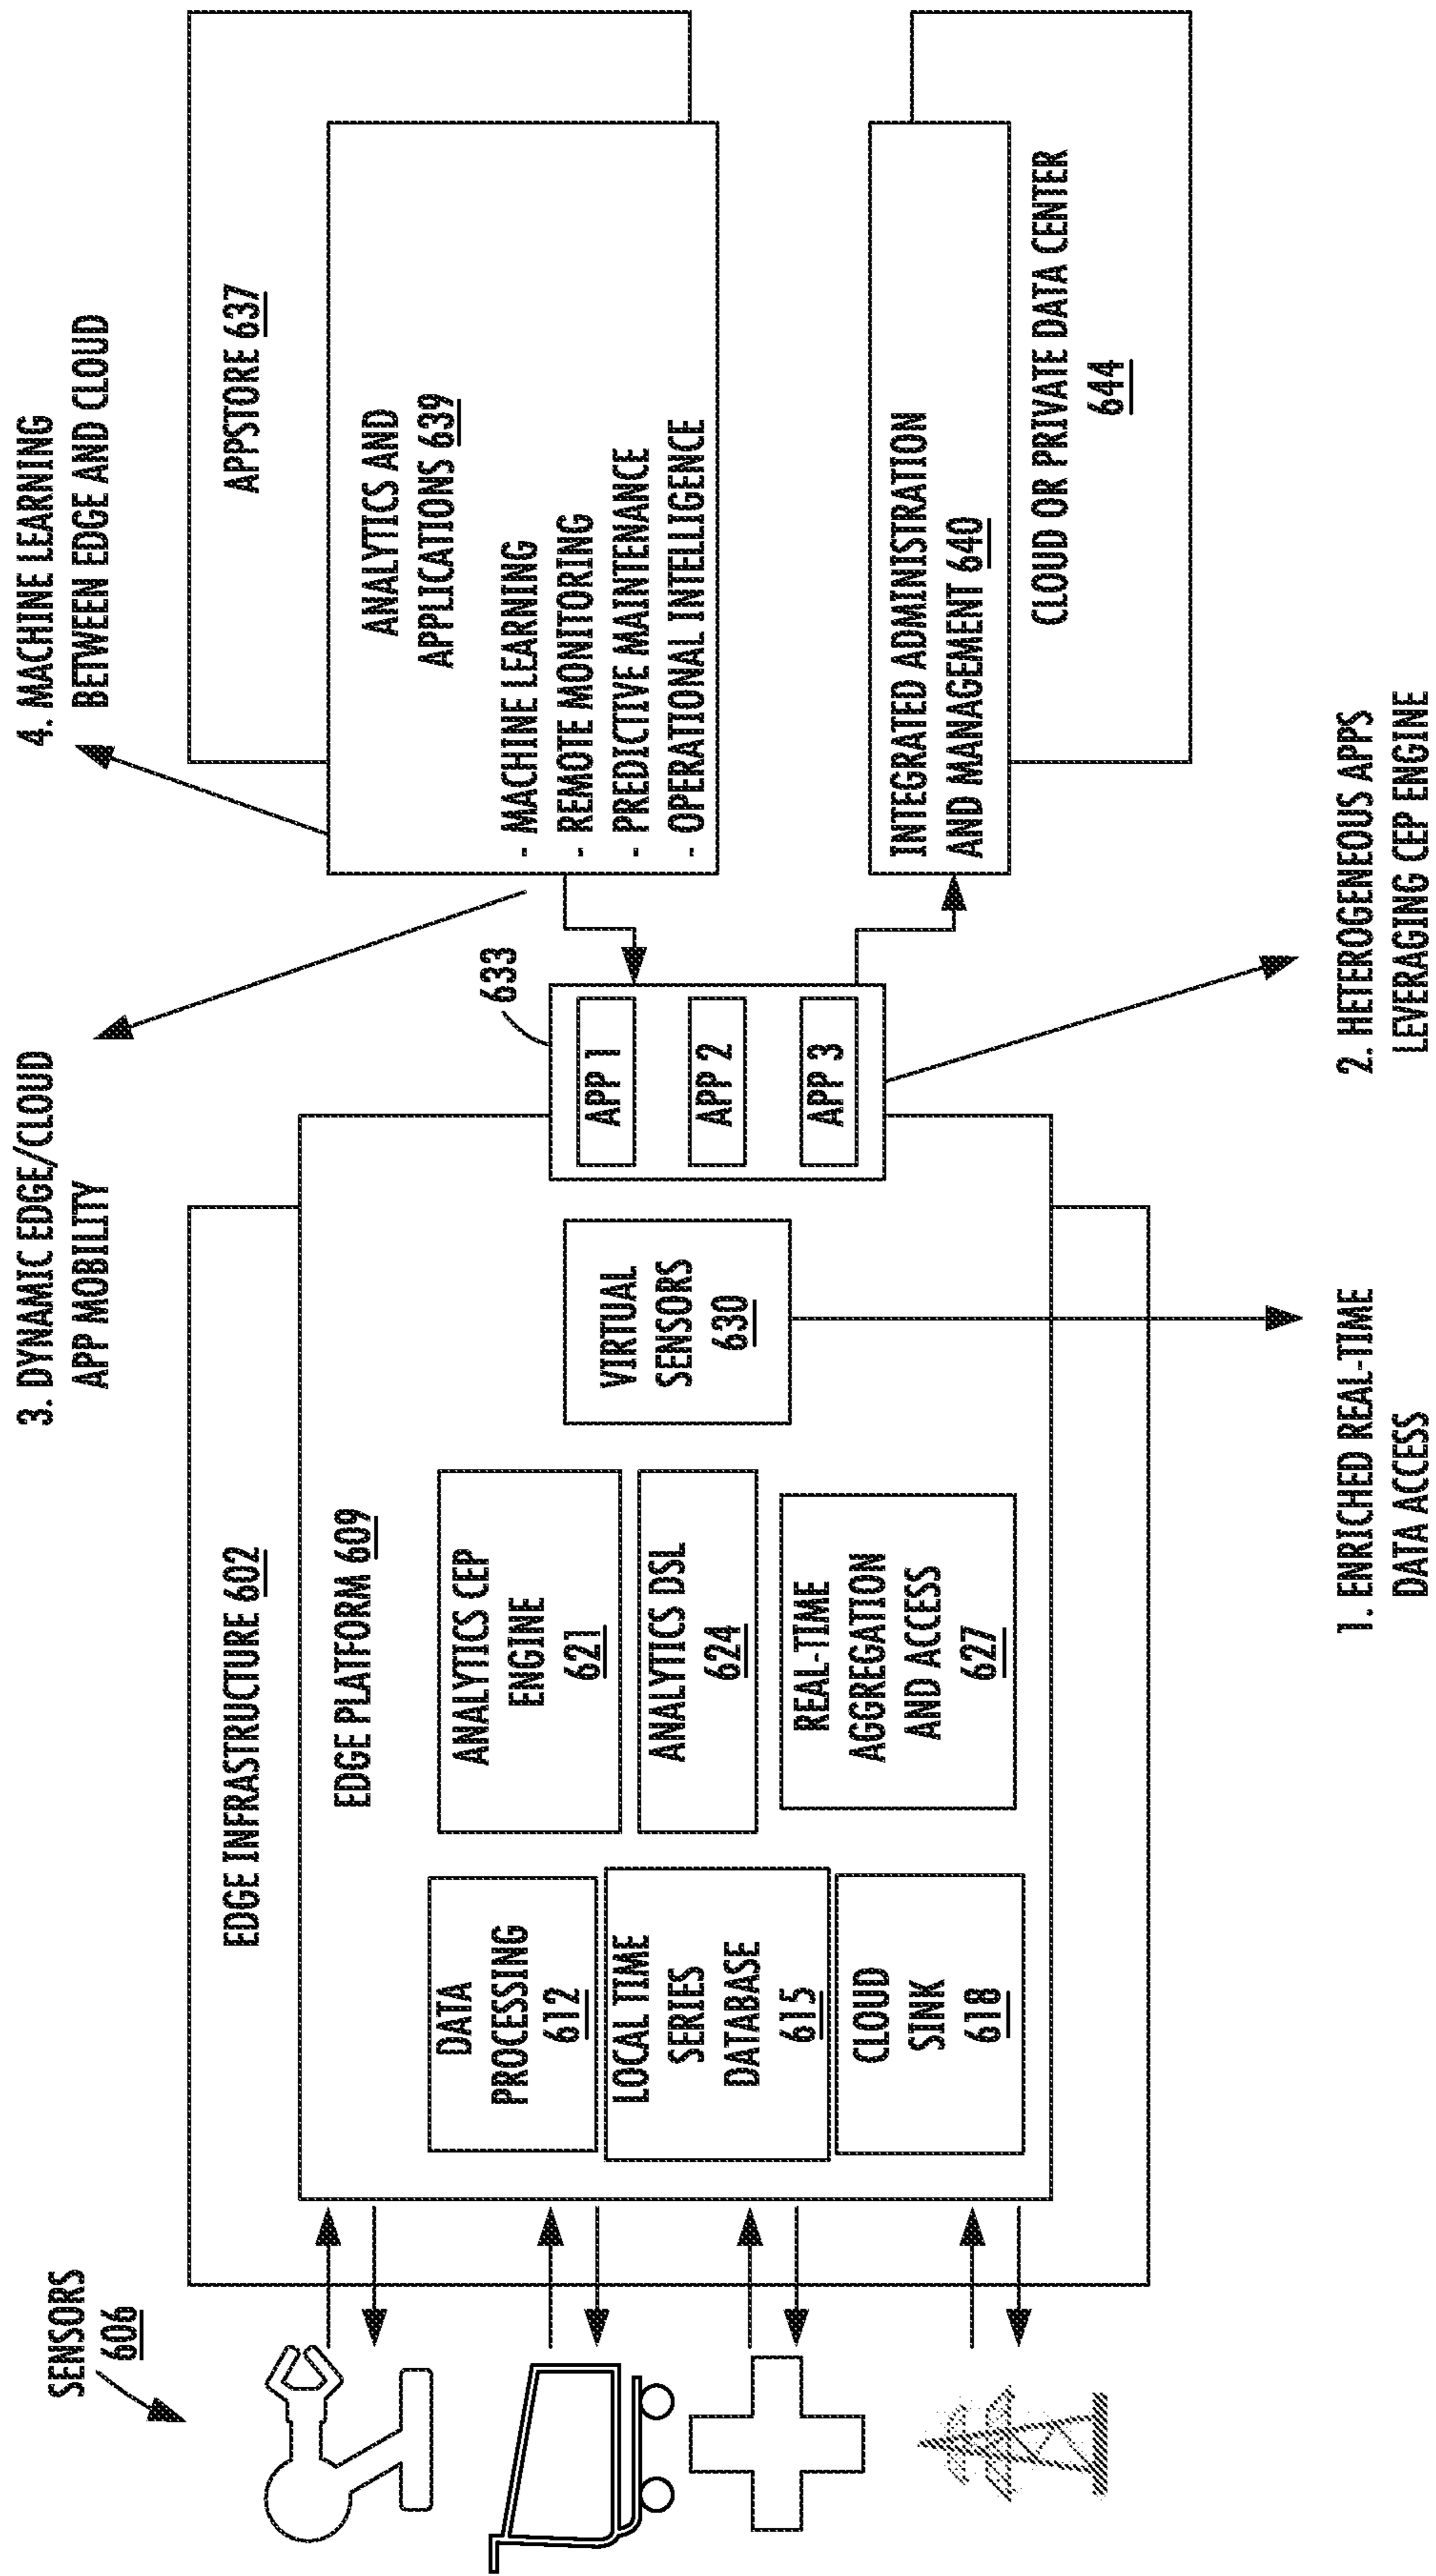 SENSORS
606
EDGE INFRASTRUCTURE 602
EDGE PLATFORM 609
DATA
PROCESSING
612
LOCAL TIME
SERIES
DATABASE
615
CLOUD
SINK
618
ANALYTICS CEP
ENGINE
621
ANALYTICS DSL
624
REAL-TIME
AGGREGATION
AND ACCESS
627
VIRTUAL
SENSORS
630
633
APP 1
APP 2
APP 3
3. DYNAMIC EDGE/CLOUD
APP MOBILITY
4. MACHINE LEARNING
BETWEEN EDGE AND CLOUD
APPSTORE 637
ANALYTICS AND
APPLICATIONS 639
- MACHINE LEARNING
- REMOTE MONITORING
- PREDICTIVE MAINTENANCE
- OPERATIONAL INTELLIGENCE
INTEGRATED ADMINISTRATION
AND MANAGEMENT 640
CLOUD OR PRIVATE DATA CENTER
644
1. ENRICHED REAL-TIME
DATA ACCESS
2. HETEROGENEOUS APPS
LEVERAGING CEP ENGINE